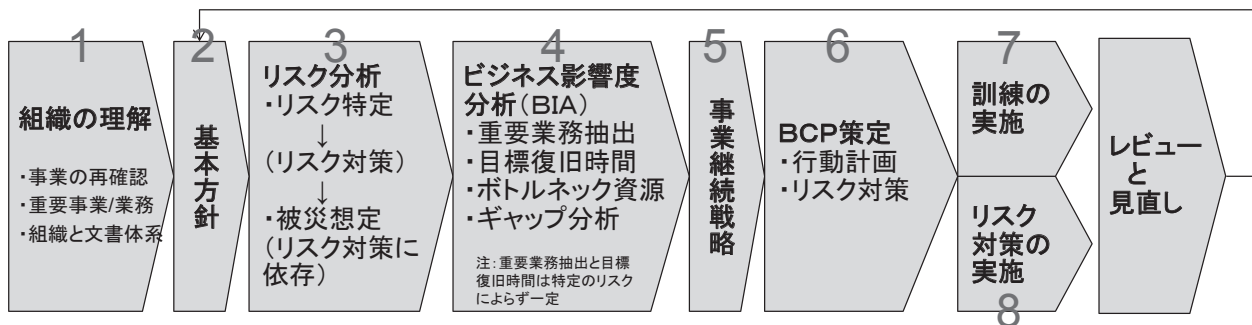 1
組織の理解
・事業の再確認
・重要事業/業務
・組織と文書体系
2
基本方針
3
リスク分析
・リスク特定
↓
(リスク対策)
↓
・被災想定
(リスク対策に
依存)
4
ビジネス影響度
分析(BIA)
・重要業務抽出
・目標復旧時間
・ボトルネック資源
・ギャップ分析
注:重要業務抽出と目標
復旧時間は特定のリスク
によらず一定
5
事業継続戦略
6
BCP策定
・行動計画
・リスク対策
7
訓練の
実施
リスク
対策の
実施
8
レビュー
と
見直し